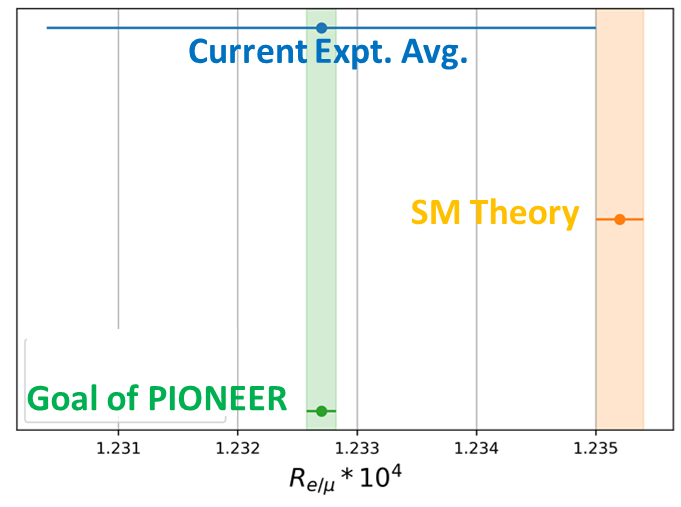 Current Expt. Avg.
SM Theory
Goal of PIONEER
1.231 1.232 1.233 1.234 1.235
R_{e/μ} * 10^4